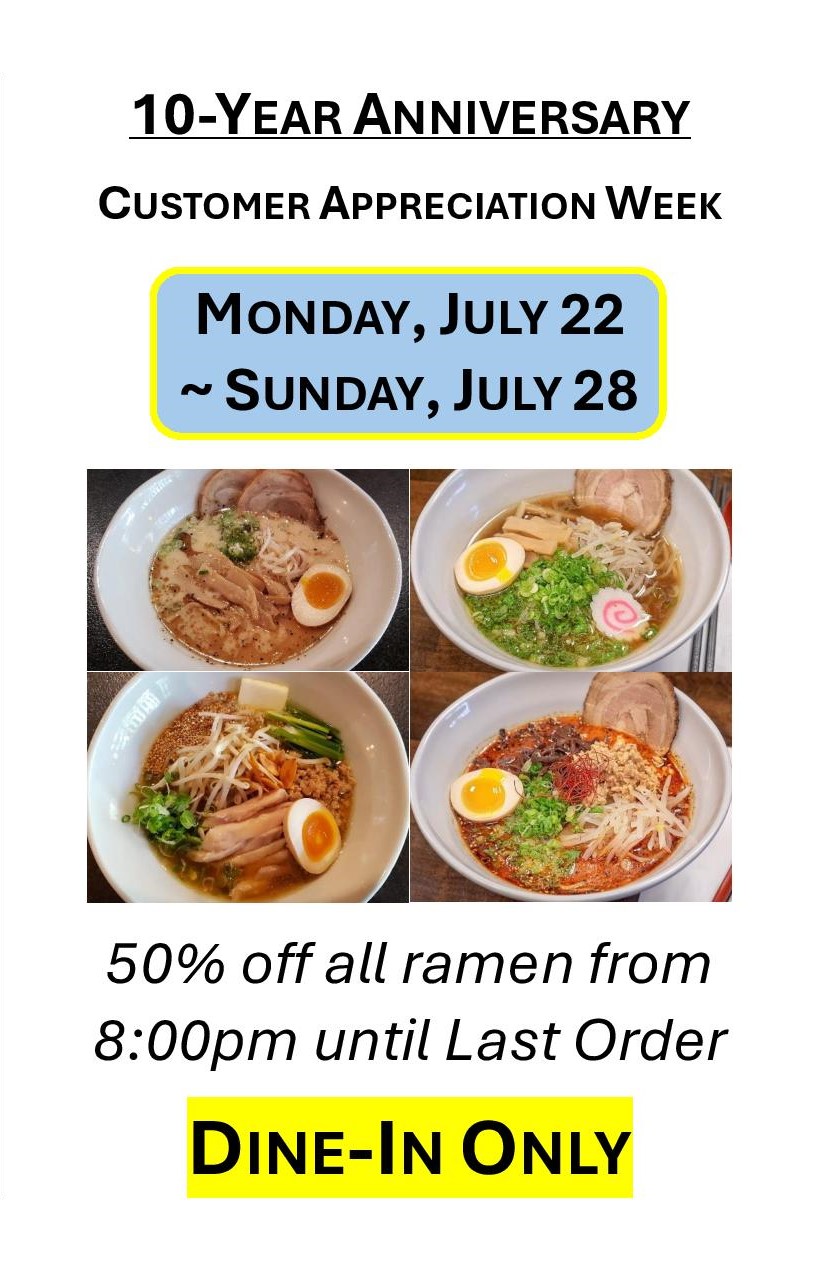 10-Year Anniversary
Customer Appreciation Week
Monday, July 22
~ Sunday, July 28
50% off all ramen from
8:00pm until Last Order
Dine-In Only